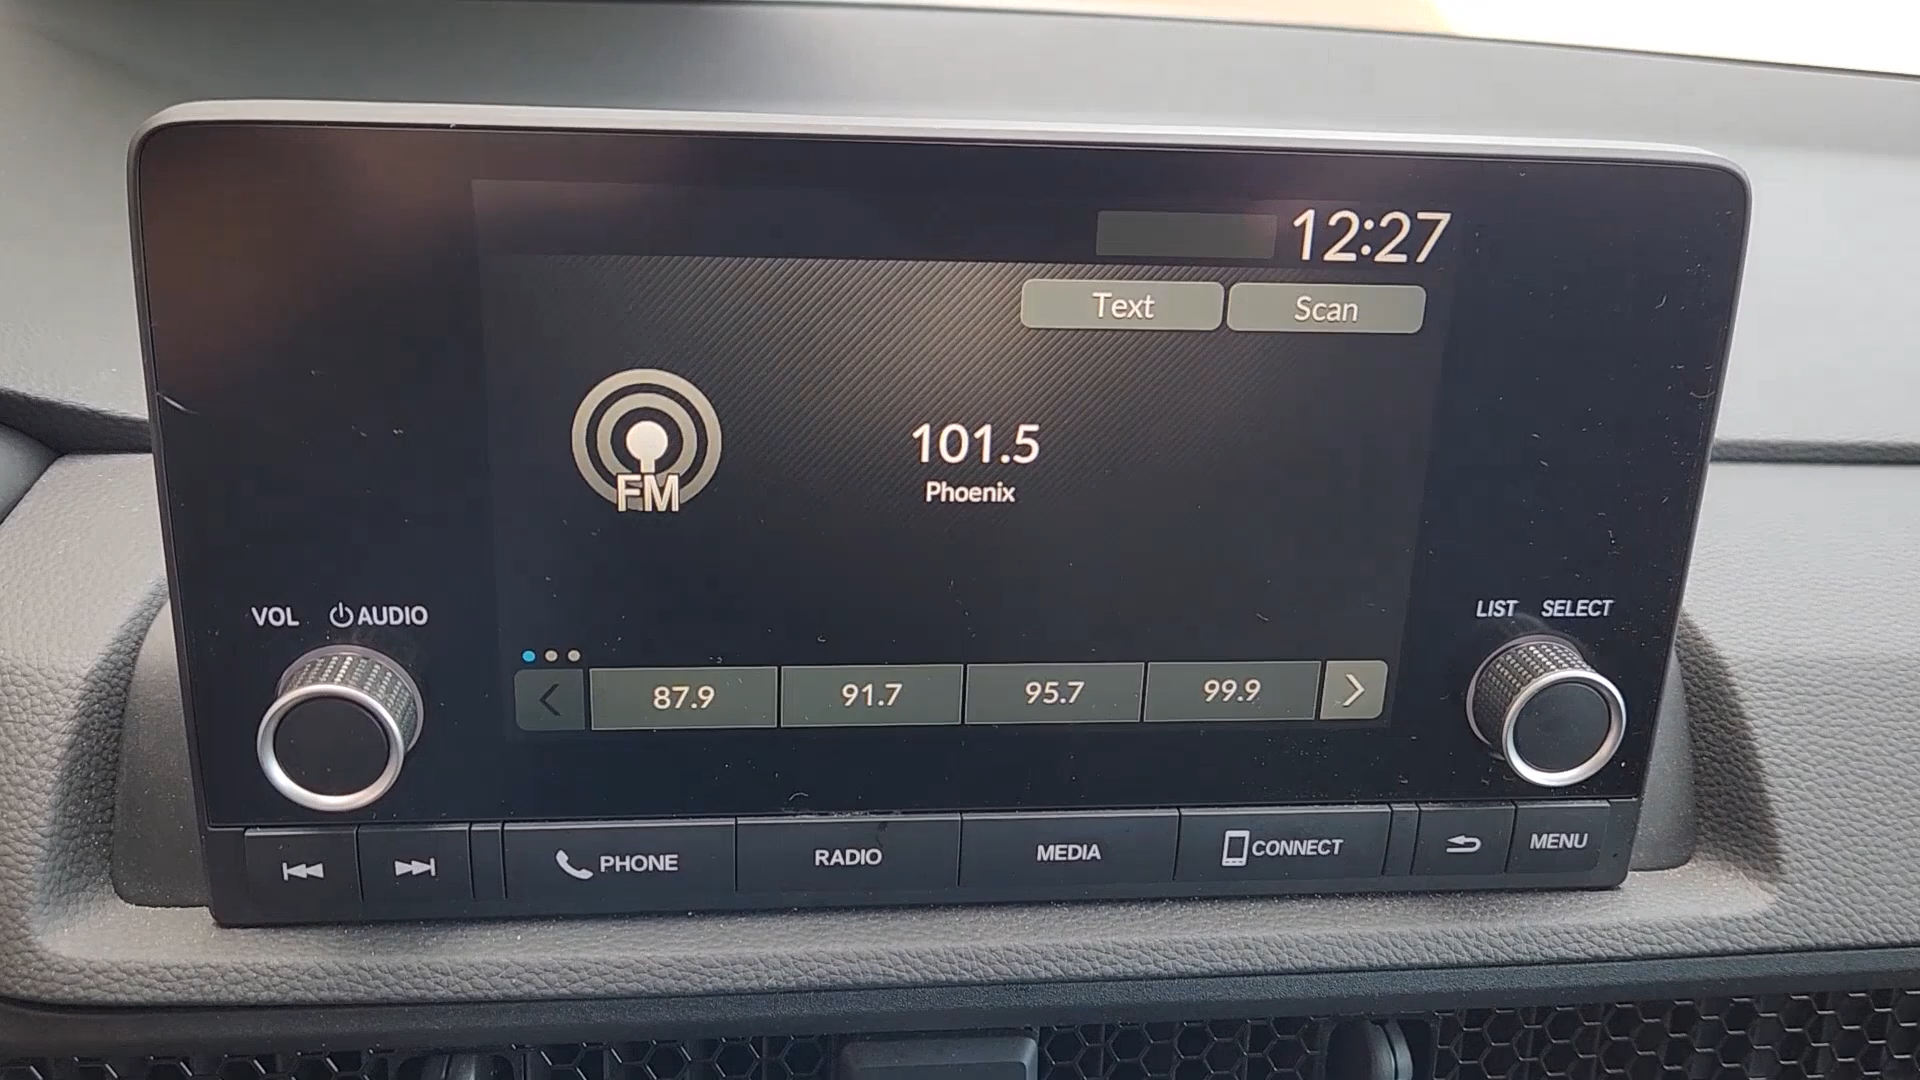 12:27
Text Scan
FM
101.5
Phoenix
VOL AUDIO
LIST SELECT
87.9 91.7 95.7 99.9
PHONE RADIO MEDIA CONNECT MENU